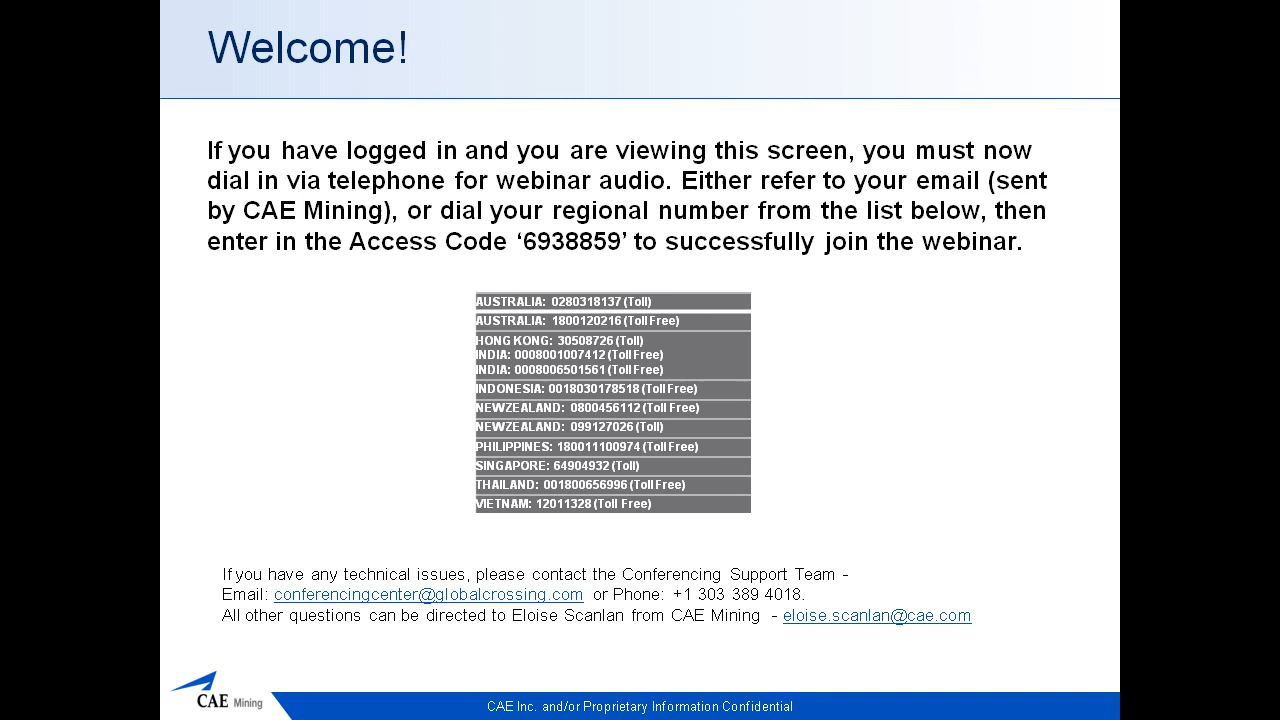 Welcome!
If you have logged in and you are viewing this screen, you must now
dial in via telephone for webinar audio. Either refer to your email (sent
by CAE Mining), or dial your regional number from the list below, then
enter in the Access Code ‘6938859’ to successfully join the webinar.
AUSTRALIA: 0280318137 (Toll)
AUSTRALIA: 1800120216 (Toll Free)
HONG KONG: 30508726 (Toll)
INDIA: 0008001007412 (Toll Free)
INDIA: 0008006501561 (Toll Free)
INDONESIA: 0018030178518 (Toll Free)
NEWZEALAND: 0800456112 (Toll Free)
NEWZEALAND: 099127026 (Toll)
PHILIPPINES: 180011100974 (Toll Free)
SINGAPORE: 64904932 (Toll)
THAILAND: 001800656996 (Toll Free)
VIETNAM: 12011328 (Toll Free)
If you have any technical issues, please contact the Conferencing Support Team -
Email: conferencingcenter@globalcrossing.com or Phone: +1 303 389 4018.
All other questions can be directed to Eloise Scanlan from CAE Mining - eloise.scanlan@cae.com
CAE Mining
CAE Inc. and/or Proprietary Information Confidential